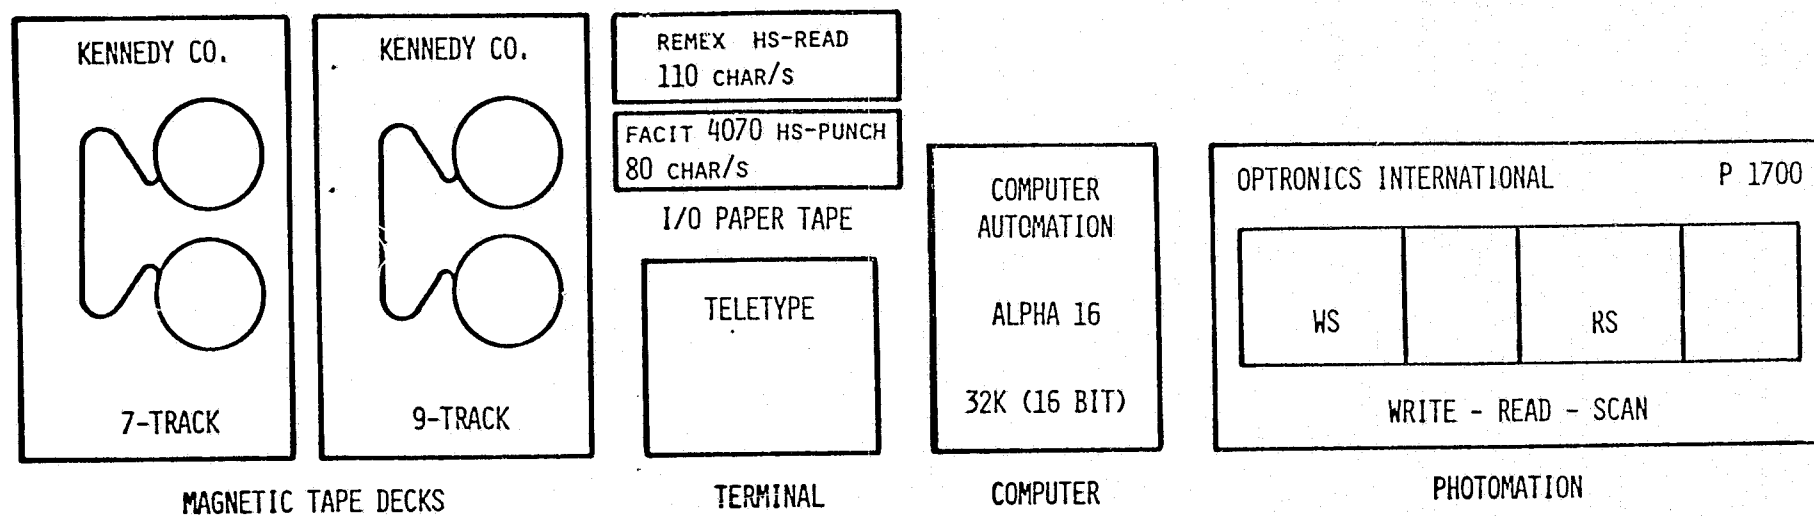 KENNEDY CO.
7-TRACK
KENNEDY CO.
9-TRACK
MAGNETIC TAPE DECKS
REMEX HS-READ
110 CHAR/S
FACIT 4070 HS-PUNCH
80 CHAR/S
I/O PAPER TAPE
TELETYPE
TERMINAL
COMPUTER
AUTOMATION
ALPHA 16
32K (16 BIT)
COMPUTER
OPTRONICS INTERNATIONAL P 1700
WS
RS
WRITE - READ - SCAN
PHOTOMATION